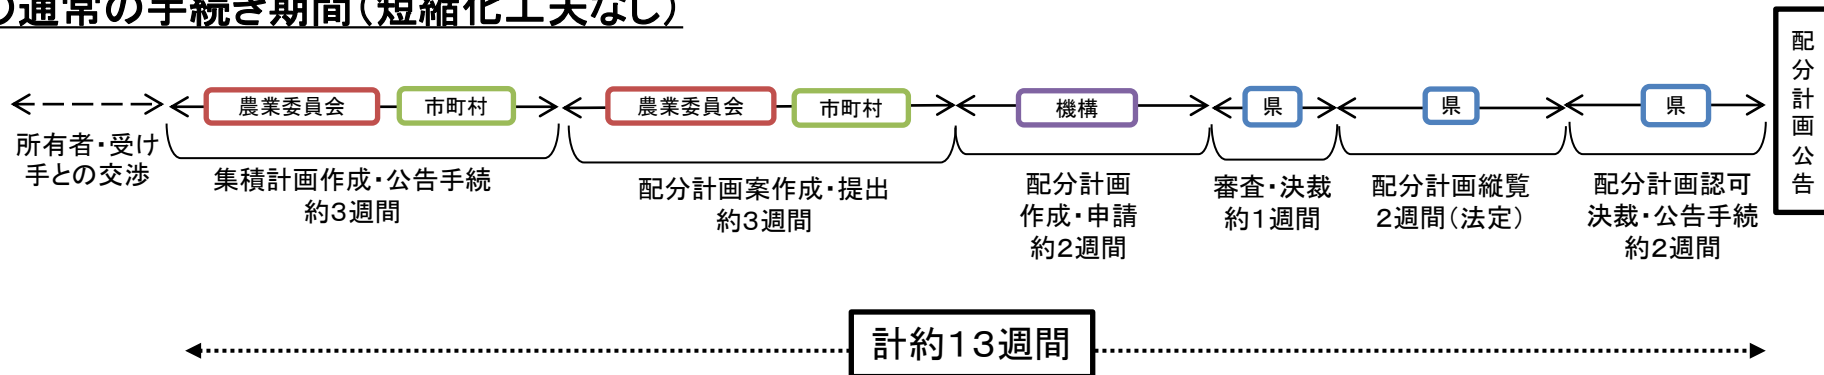 の通常の手続き期間（短縮化工夫なし）
農業委員会
市町村
農業委員会
市町村
機構
県
県
県
配分計画公告
所有者・受け
手との交渉
集積計画作成・公告手続
約３週間
配分計画案作成・提出
約３週間
配分計画
作成・申請
約２週間
審査・決裁
約１週間
配分計画縦覧
２週間（法定）
配分計画認可
決裁・公告手続
約２週間
計約１３週間